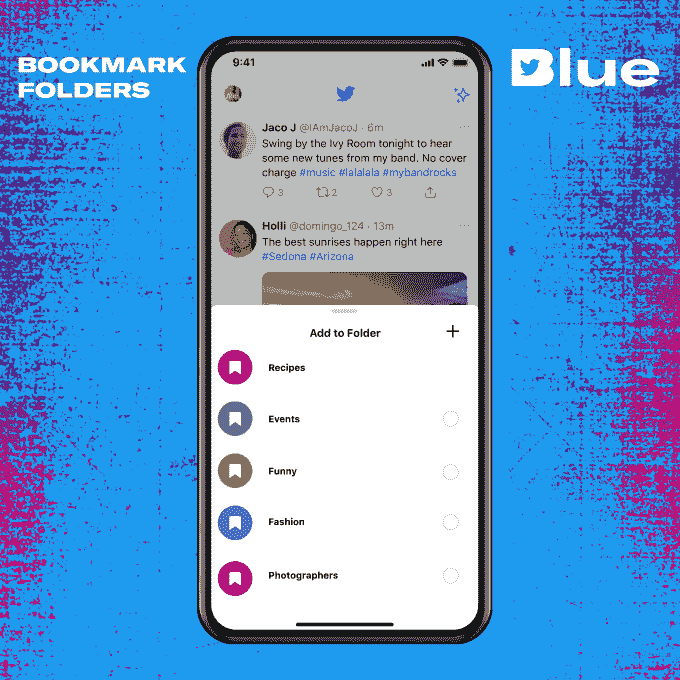 BOOKMARK
FOLDERS
Blue
9:41
Jaco J @IAmJacoJ · 6m
Swing by the Ivy Room tonight to hear
some new tunes from my band. No cover
charge #music #lalalala #mybandrocks
3 2 3
Holli @domingo_124 · 13m
The best sunrises happen right here
#Sedona #Arizona
Add to Folder +
Recipes
Events
Funny
Fashion
Photographers